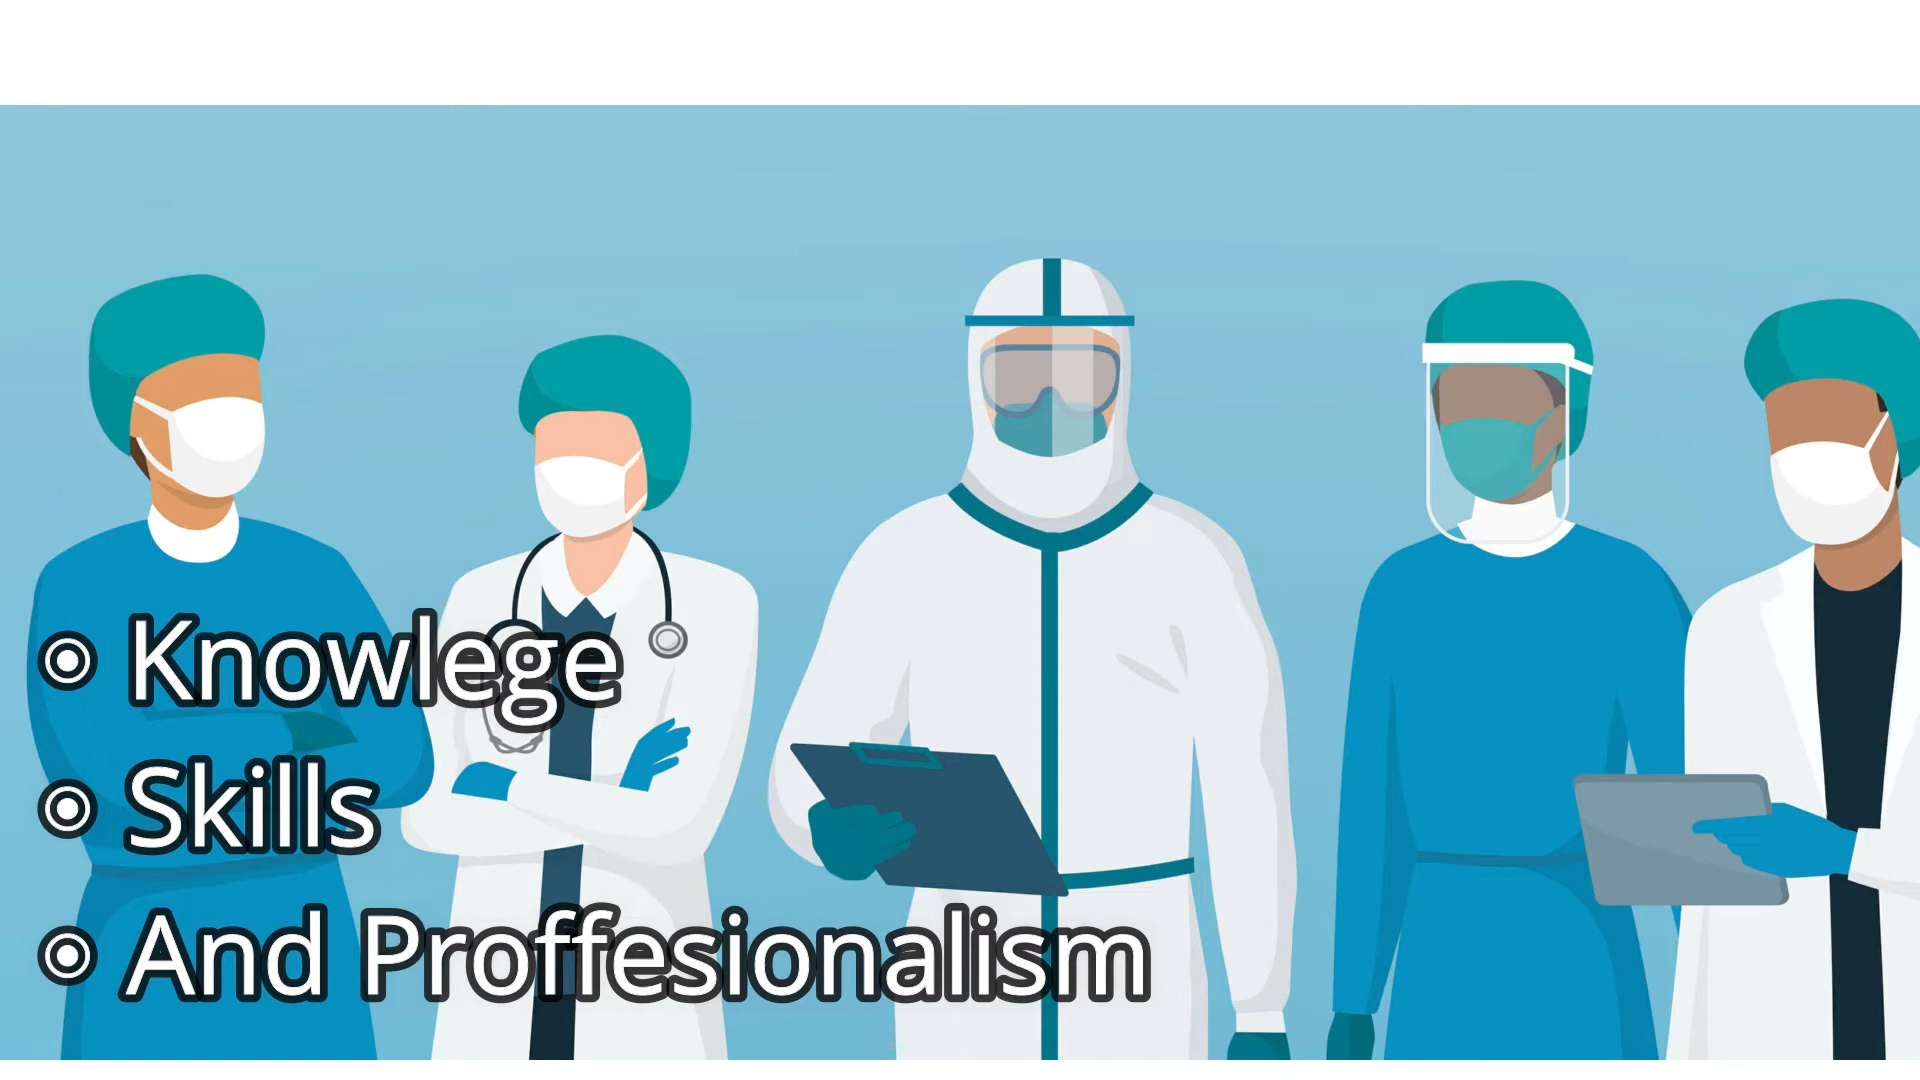 ◉ Knowlege
◉ Skills
◉ And Proffesionalism